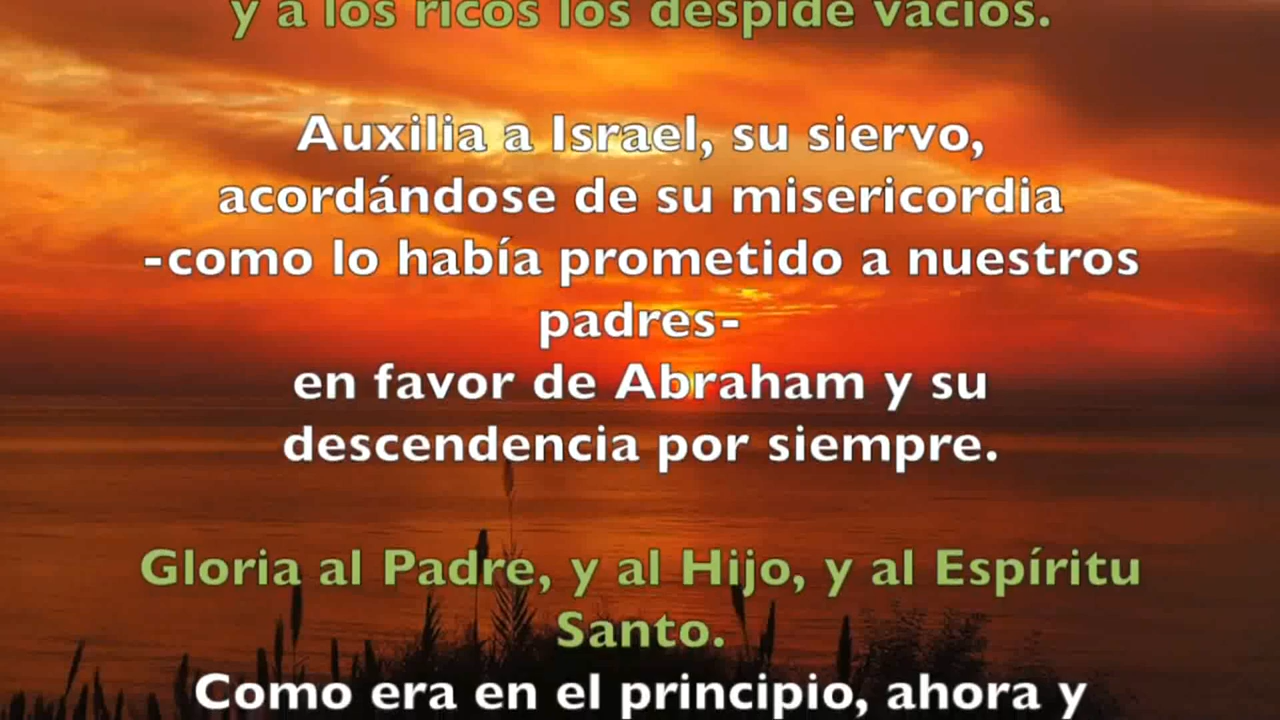 y a los ricos los despide vacíos.
Auxilia a Israel, su siervo,
acordándose de su misericordia
-como lo había prometido a nuestros
padres-
en favor de Abraham y su
descendencia por siempre.
Gloria al Padre, y al Hijo, y al Espíritu
Santo.
Como era en el principio, ahora y